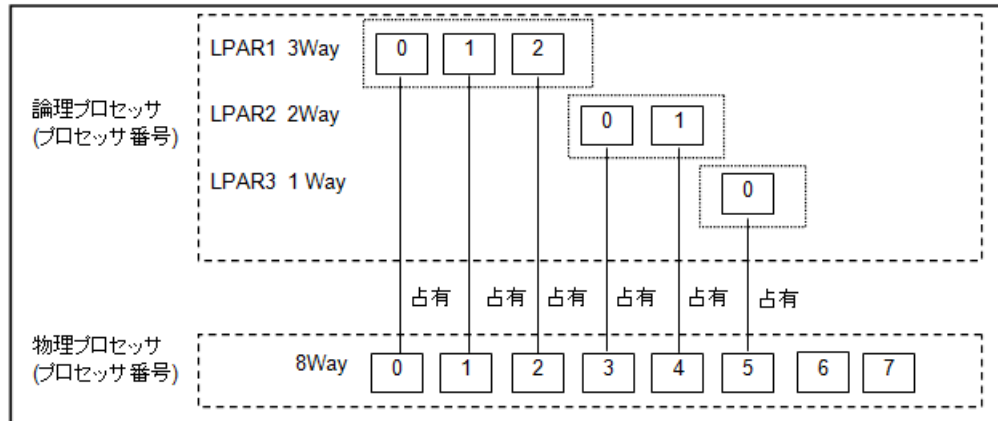 LPAR1 3Way 0 1 2
論理プロセッサ
(プロセッサ番号)
LPAR2 2Way 0 1
LPAR3 1 Way 0
占有 占有 占有 占有 占有 占有
物理プロセッサ
(プロセッサ番号)
8Way 0 1 2 3 4 5 6 7